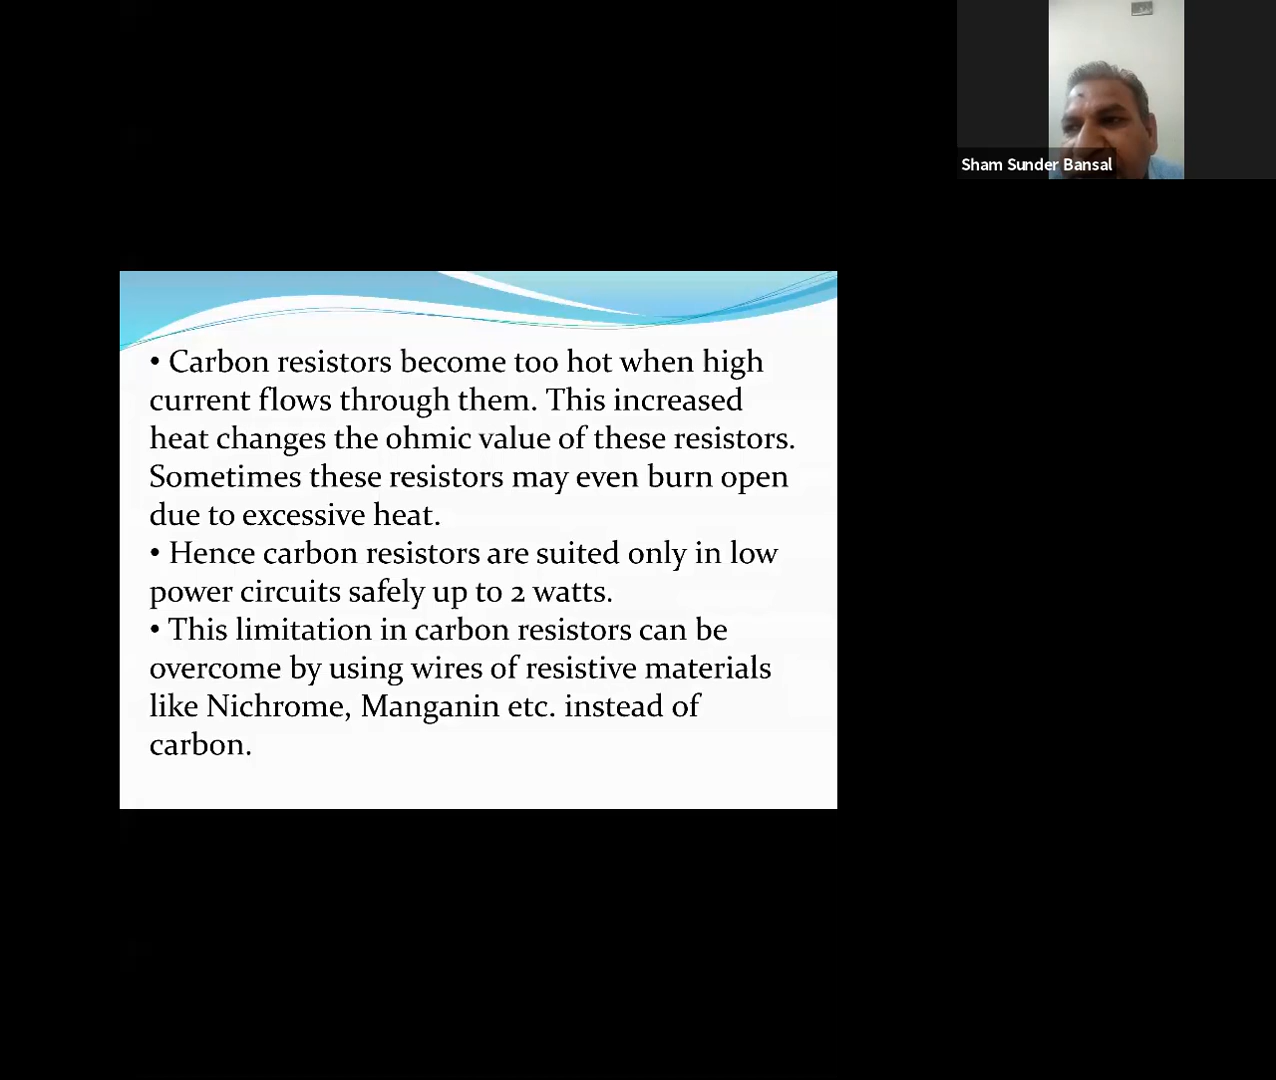 Sham Sunder Bansal
• Carbon resistors become too hot when high
current flows through them. This increased
heat changes the ohmic value of these resistors.
Sometimes these resistors may even burn open
due to excessive heat.
• Hence carbon resistors are suited only in low
power circuits safely up to 2 watts.
• This limitation in carbon resistors can be
overcome by using wires of resistive materials
like Nichrome, Manganin etc. instead of
carbon.